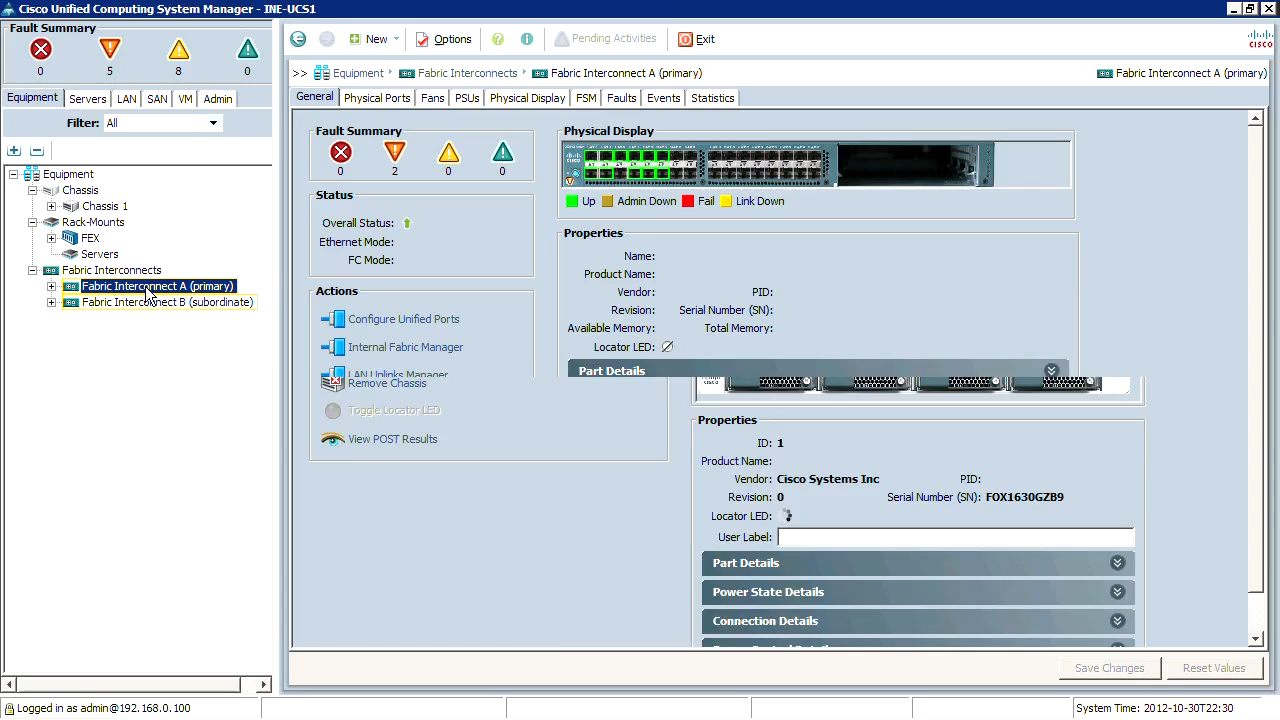 Cisco Unified Computing System Manager - INE-UCS1
Fault Summary
0 5 8 0
Equipment Servers LAN SAN VM Admin
Filter: All
Equipment
Chassis
Chassis 1
Rack-Mounts
FEX
Servers
Fabric Interconnects
Fabric Interconnect A (primary)
Fabric Interconnect B (subordinate)
New Options Pending Activities Exit
CISCO
>> Equipment Fabric Interconnects Fabric Interconnect A (primary)
Fabric Interconnect A (primary)
General Physical Ports Fans PSUs Physical Display FSM Faults Events Statistics
Fault Summary
0 2 0 0
Status
Overall Status:
Ethernet Mode:
FC Mode:
Actions
Configure Unified Ports
Internal Fabric Manager
LAN Uplinks Manager
Remove Chassis
Toggle Locator LED
View POST Results
Physical Display
Up Admin Down Fail Link Down
Properties
Name:
Product Name:
Vendor: PID:
Revision: Serial Number (SN):
Available Memory: Total Memory:
Locator LED:
Part Details
Properties
ID: 1
Product Name:
Vendor: Cisco Systems Inc PID:
Revision: 0 Serial Number (SN): FOX1630GZB9
Locator LED:
User Label:
Part Details
Power State Details
Connection Details
Save Changes Reset Values
Logged in as admin@192.168.0.100
System Time: 2012-10-30T22:30